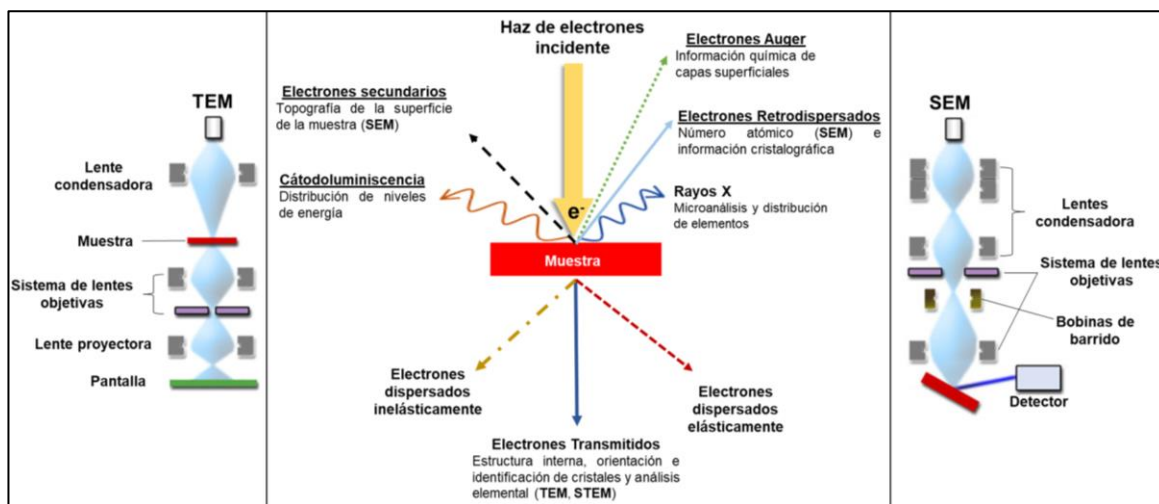 TEM
Lente
condensadora
Muestra
Sistema de lentes
objetivas
Lente proyectora
Pantalla
Haz de electrones
incidente
Electrones Auger
Información química de
capas superficiales
Electrones secundarios
Topografía de la superficie
de la muestra (SEM)
Electrones Retrodispersados
Número atómico (SEM) e
información cristalográfica
Cátodoluminiscencia
Distribución de niveles
de energía
Rayos X
Microanálisis y distribución
de elementos
e-
Muestra
Electrones
dispersados
inelásticamente
Electrones
dispersados
elásticamente
Electrones Transmitidos
Estructura interna, orientación e
identificación de cristales y análisis
elemental (TEM, STEM)
SEM
Lentes
condensadora
Sistema de lentes
objetivas
Bobinas de
barrido
Detector